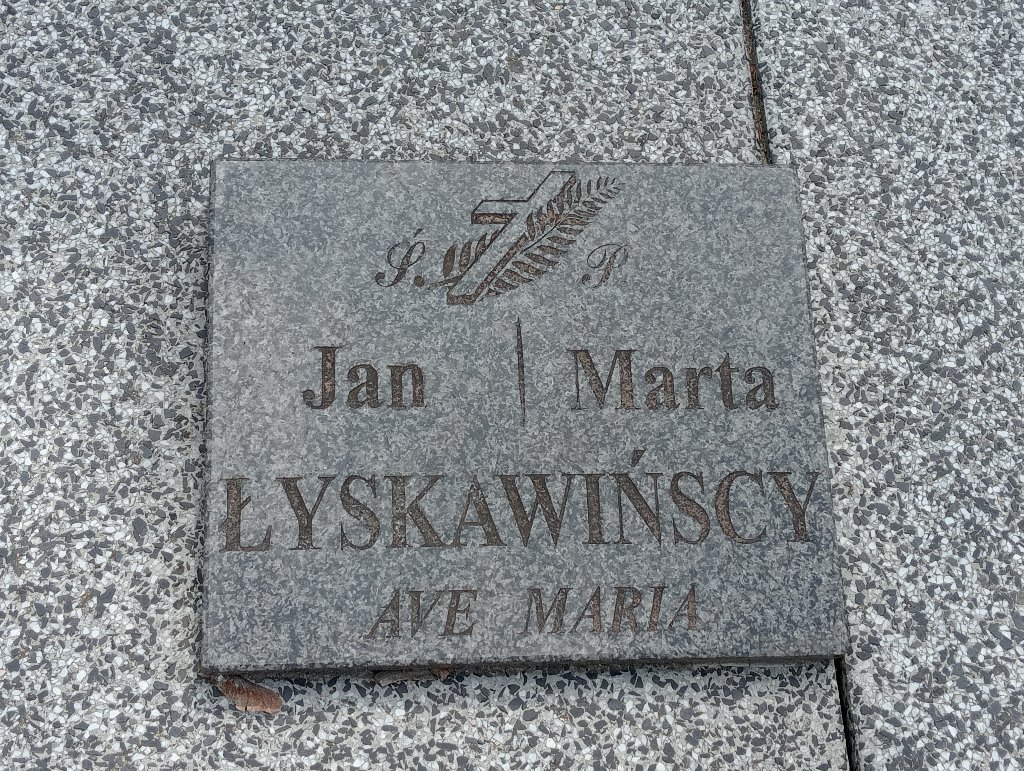 Ś. P.
Jan Marta
ŁYSKAWIŃSCY
AVE MARIA